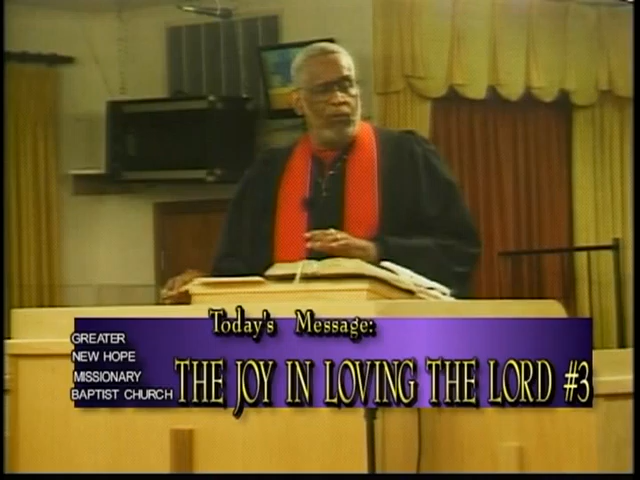 Today's Message:
GREATER
NEW HOPE
MISSIONARY
BAPTIST CHURCH
THE JOY IN LOVING THE LORD #3